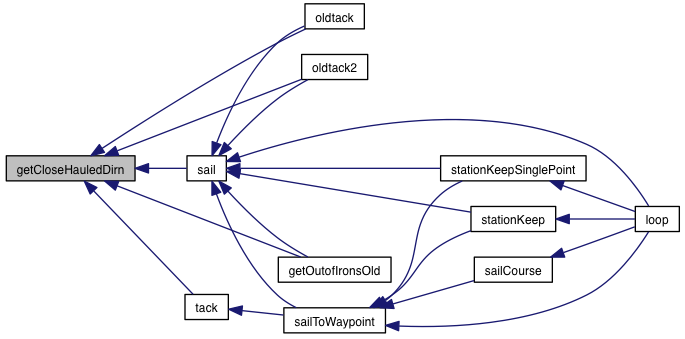 oldtack
oldtack2
getCloseHauledDirn
sail
stationKeepSinglePoint
stationKeep
loop
getOutofIronsOld
sailCourse
tack
sailToWaypoint